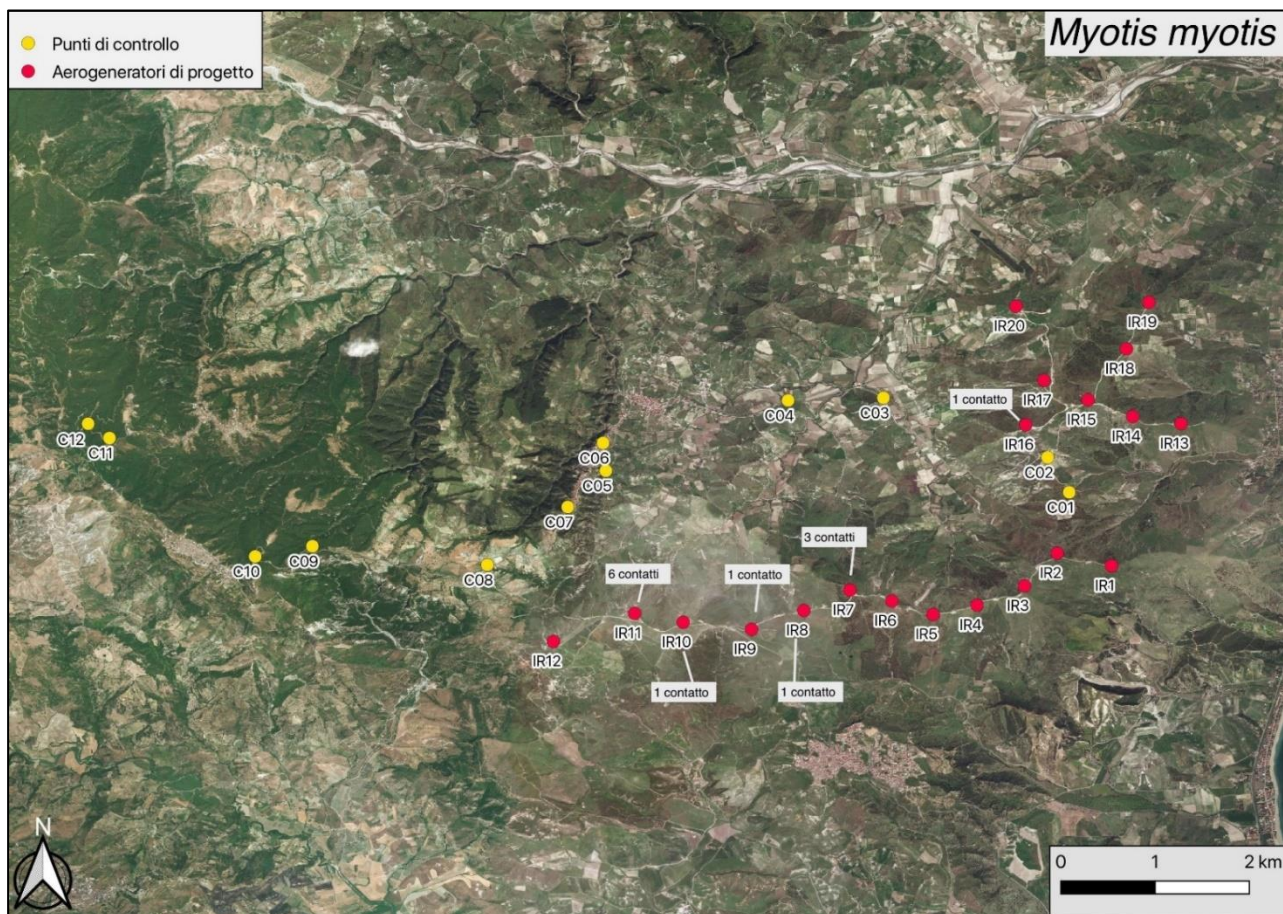 Myotis myotis
Punti di controllo
Aerogeneratori di progetto
IR20
IR19
IR18
IR17
1 contatto
IR15
IR16
IR14
IR13
C04
C03
C12
C11
C06
C05
C02
C01
C07
C10
C09
C08
3 contatti
6 contatti
1 contatto
IR2
IR1
IR3
IR7
IR6
IR5
IR4
IR11
IR10
IR9
IR8
IR12
1 contatto
1 contatto
N
0 1 2 km